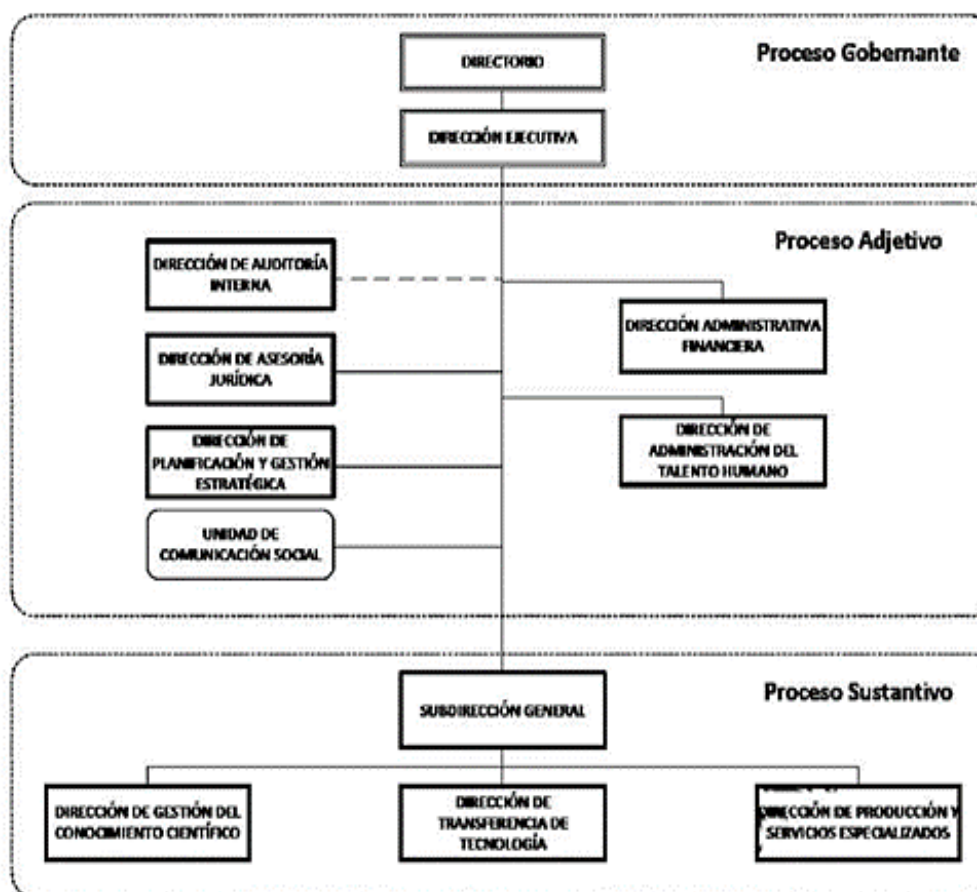 Proceso Gobernante
DIRECTORIO
DIRECCIÓN EJECUTIVA
Proceso Adjetivo
DIRECCIÓN DE AUDITORÍA
INTERNA
DIRECCIÓN ADMINISTRATIVA
FINANCIERA
DIRECCIÓN DE ASESORÍA
JURÍDICA
DIRECCIÓN DE
ADMINISTRACIÓN DEL
TALENTO HUMANO
DIRECCIÓN DE
PLANIFICACIÓN Y GESTIÓN
ESTRATÉGICA
UNIDAD DE
COMUNICACIÓN SOCIAL
Proceso Sustantivo
SUBDIRECCIÓN GENERAL
DIRECCIÓN DE GESTIÓN DEL
CONOCIMIENTO CIENTÍFICO
DIRECCIÓN DE
TRANSFERENCIA DE
TECNOLOGÍA
DIRECCIÓN DE PRODUCCIÓN Y
SERVICIOS ESPECIALIZADOS